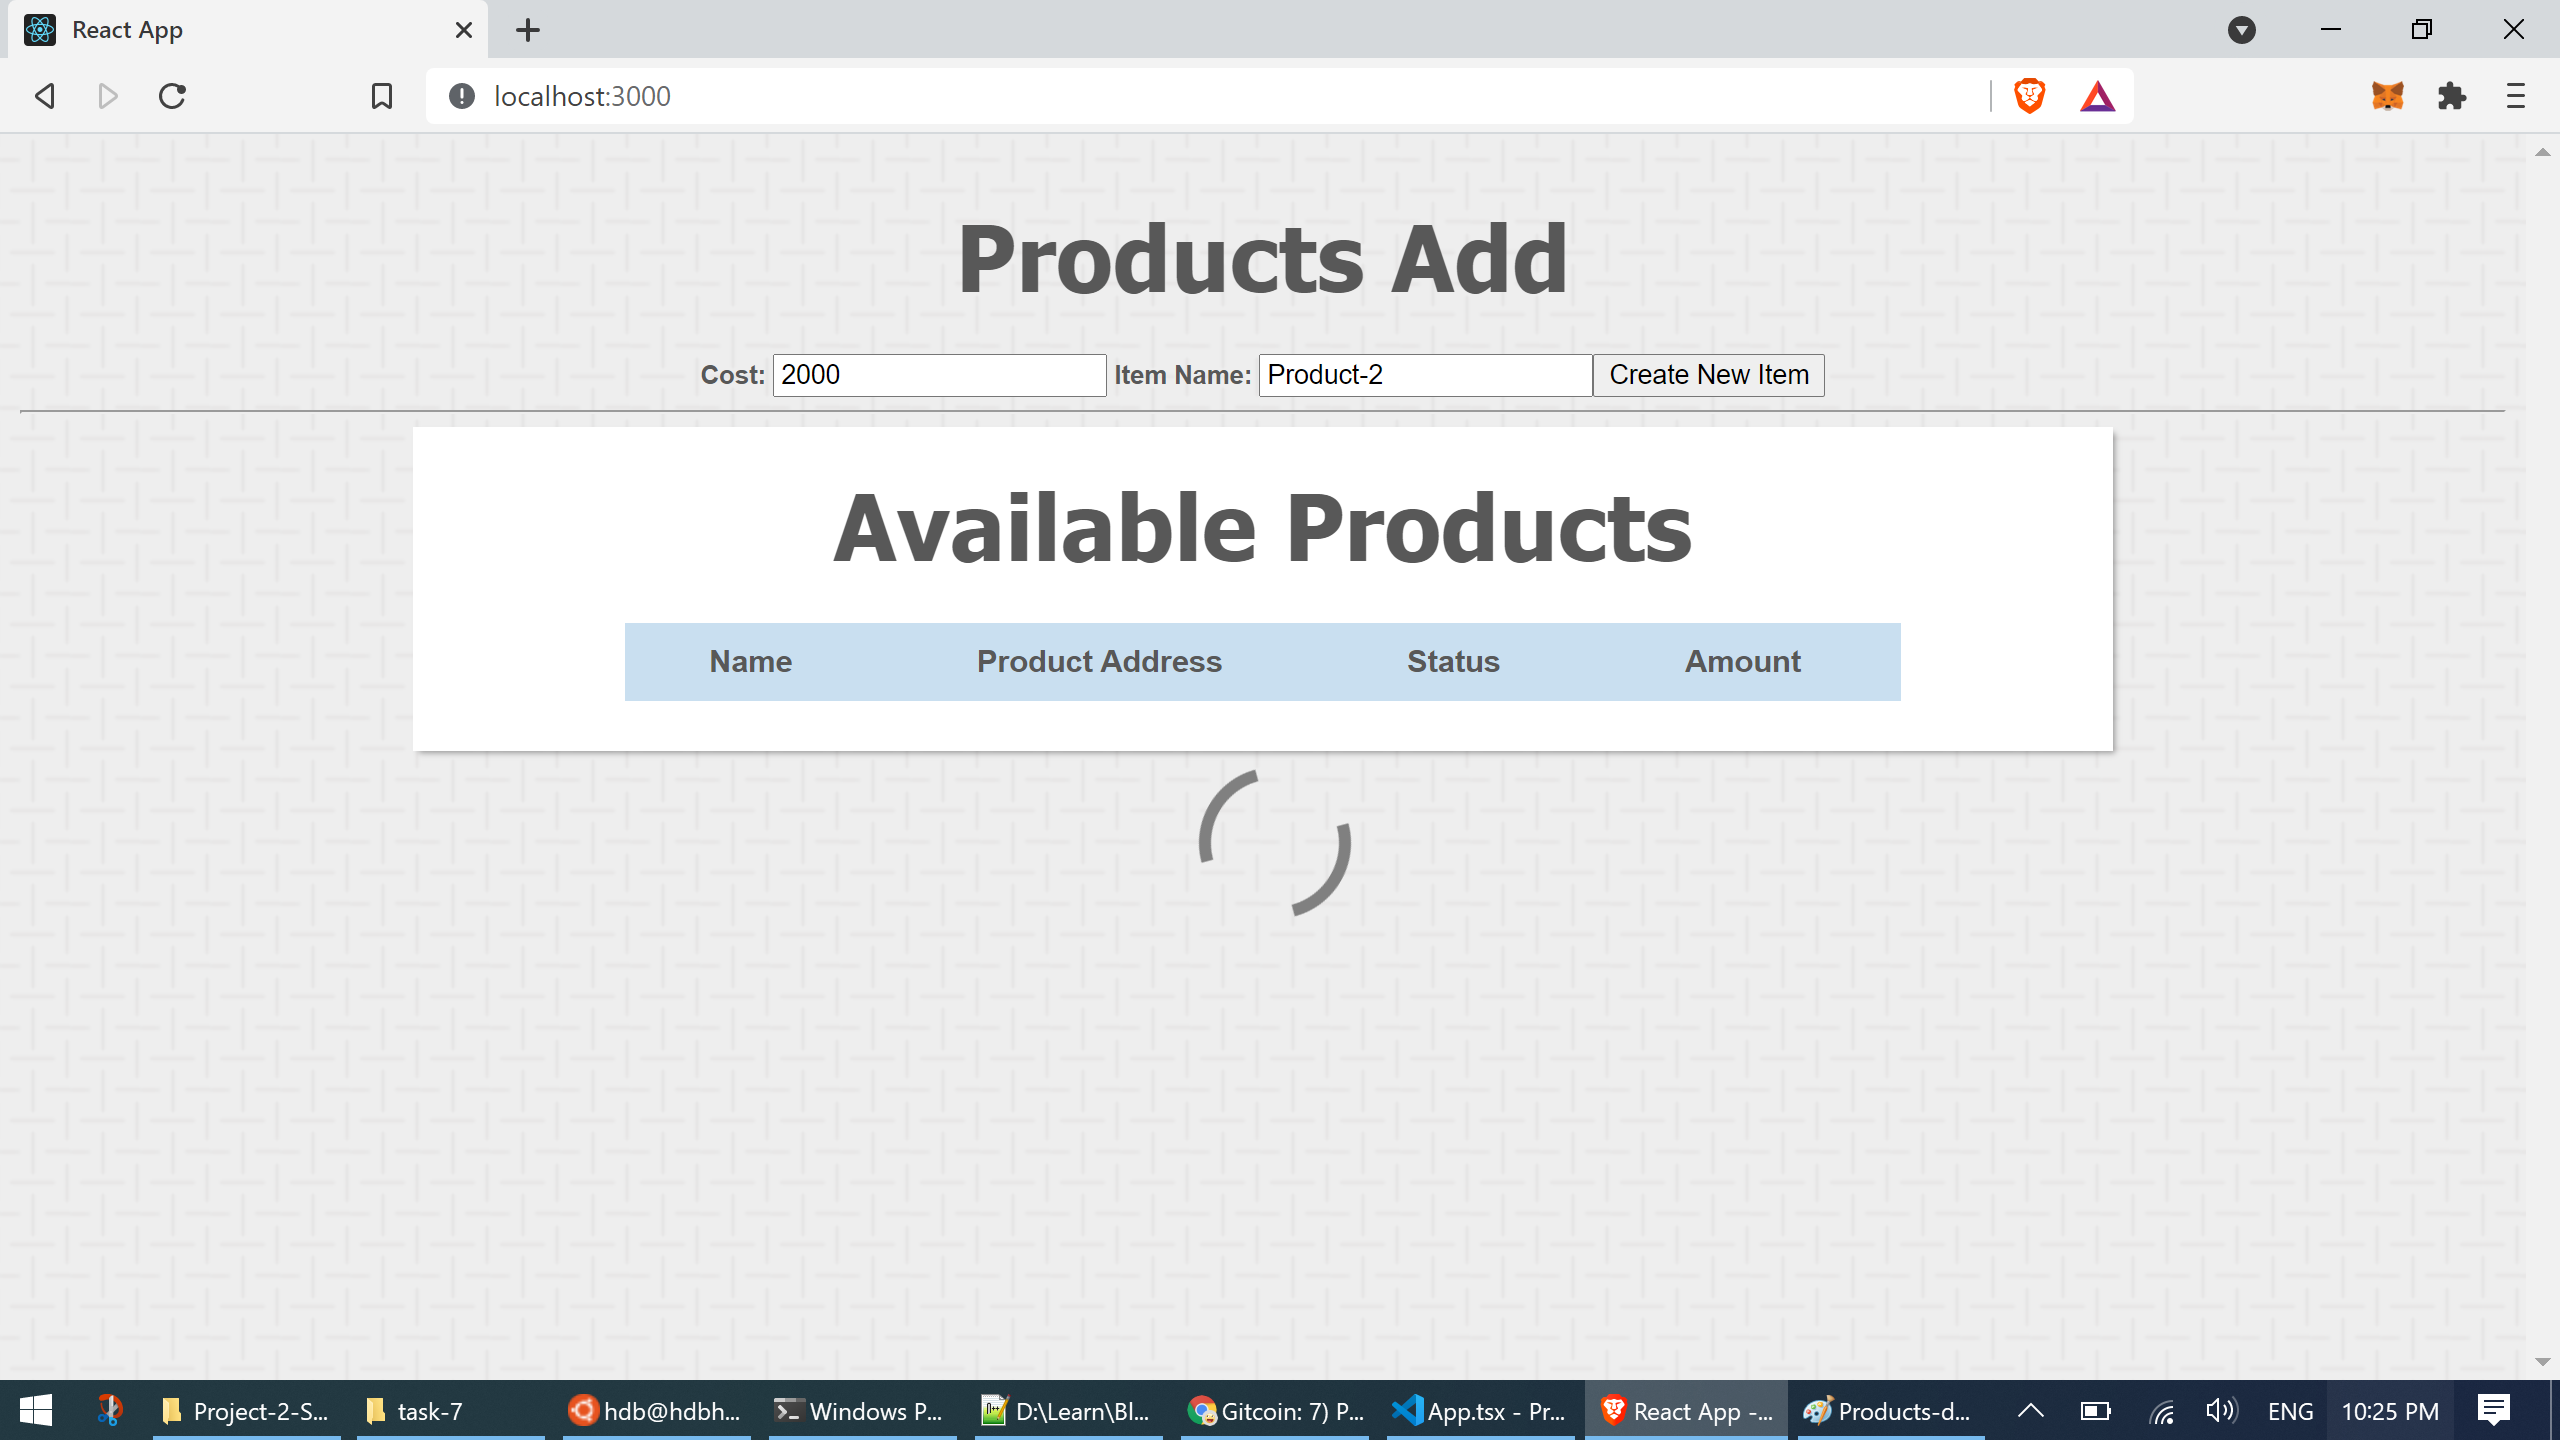 React App
localhost:3000
Products Add
Cost: 2000 Item Name: Product-2 Create New Item
Available Products
Name Product Address Status Amount
Project-2-S... task-7 hdb@hdbh... Windows P... D:\Learn\Bl... Gitcoin: 7) P... App.tsx - Pr... React App -... Products-d... ENG 10:25 PM